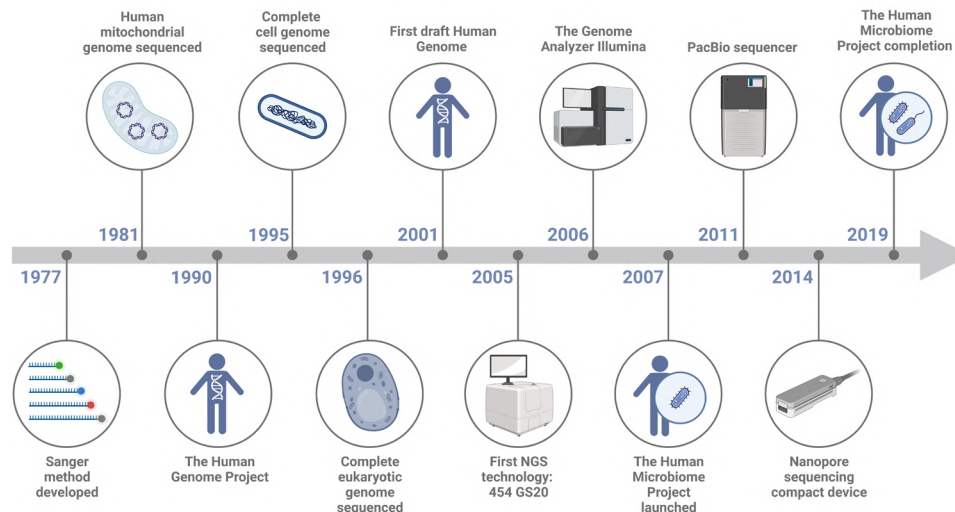 Human
mitochondrial
genome sequenced
Complete
cell genome
sequenced
First draft Human
Genome
The Genome
Analyzer Illumina
PacBio sequencer
The Human
Microbiome
Project completion
1981
1995
2001
2006
2011
2019
1977
1990
1996
2005
2007
2014
Sanger
method
developed
The Human
Genome Project
Complete
eukaryotic
genome
sequenced
First NGS
technology:
454 GS20
The Human
Microbiome
Project
launched
Nanopore
sequencing
compact device